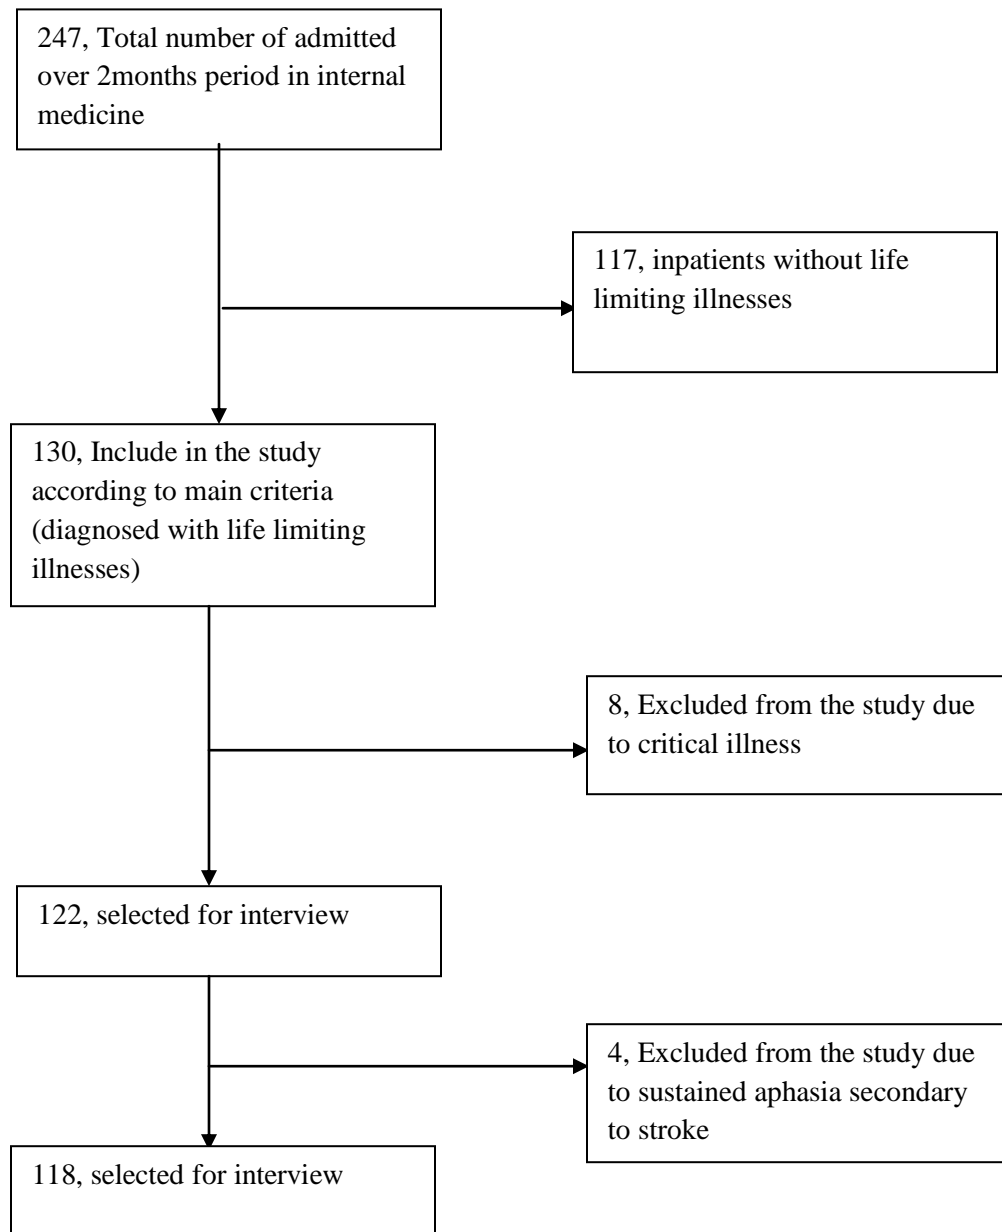 247, Total number of admitted
over 2months period in internal
medicine
117, inpatients without life
limiting illnesses
130, Include in the study
according to main criteria
(diagnosed with life limiting
illnesses)
8, Excluded from the study due
to critical illness
122, selected for interview
4, Excluded from the study due
to sustained aphasia secondary
to stroke
118, selected for interview